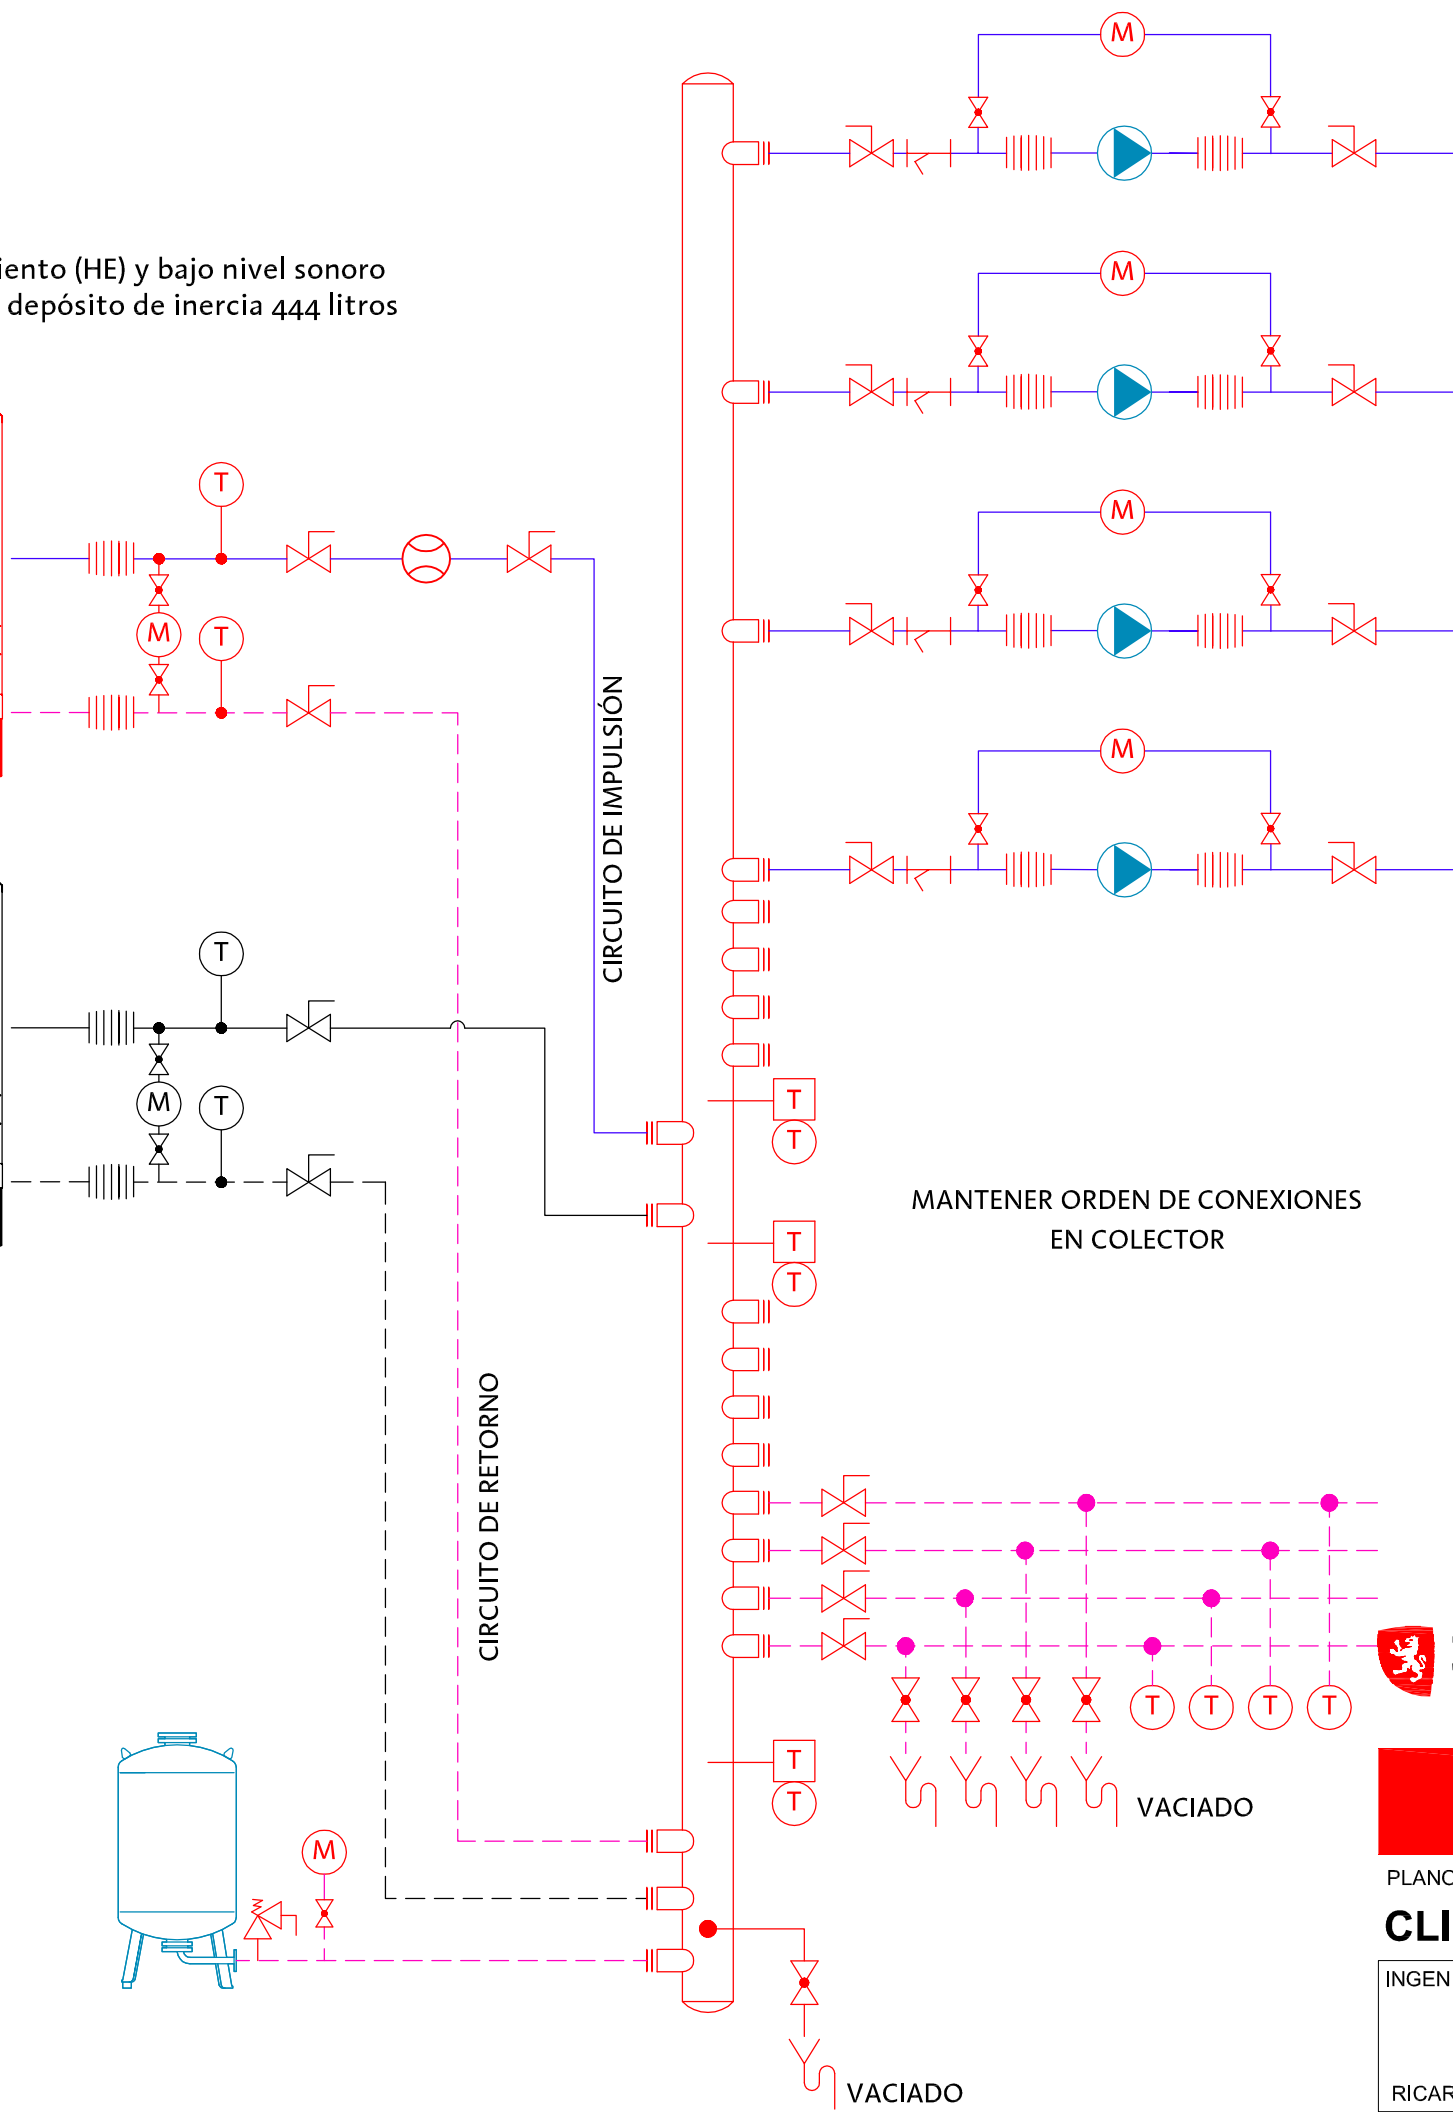 M
M
M
M
iento (HE) y bajo nivel sonoro
depósito de inercia 444 litros
T
M
T
CIRCUITO DE IMPULSIÓN
T
M
T
T
T
T
T
MANTENER ORDEN DE CONEXIONES
EN COLECTOR
CIRCUITO DE RETORNO
T
T
T
T
T
T
VACIADO
M
PLANO
CLI
INGEN
RICAR
VACIADO